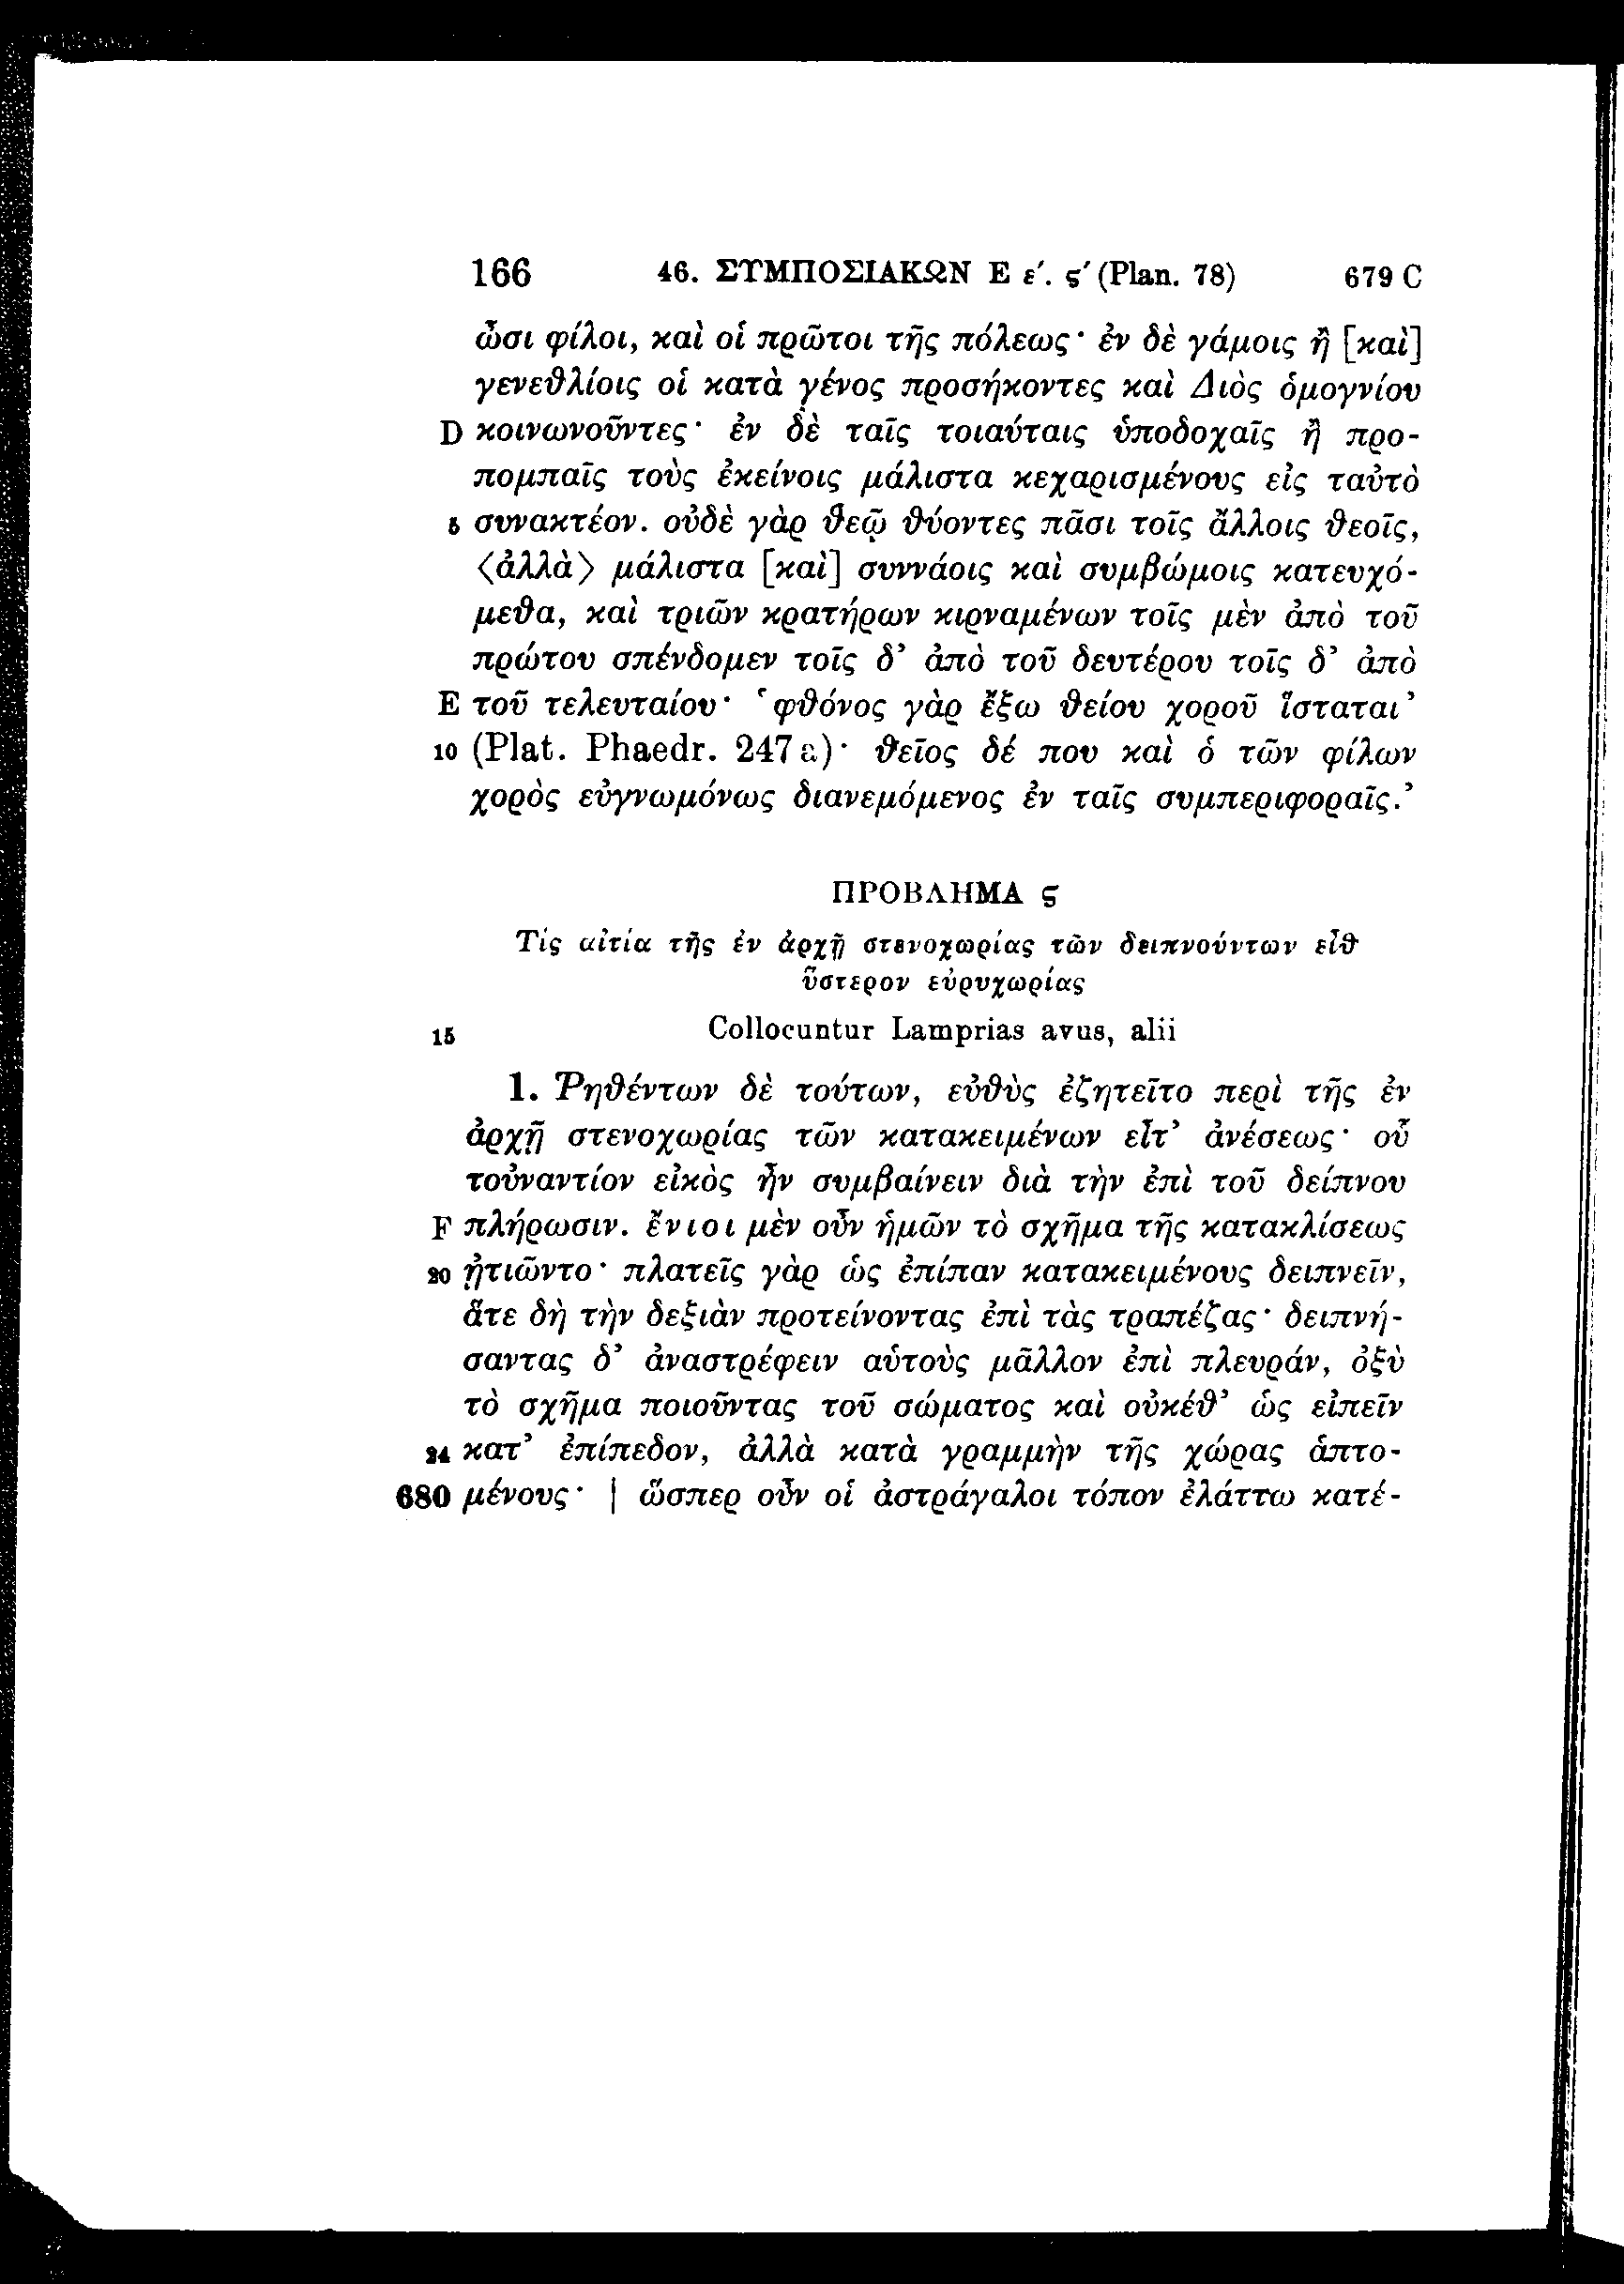 166 46. ΣΥΜΠΟΣΙΑΚΩΝ Ε ε΄. ς΄ (Plan. 78) 679 C
ὦσι φίλοι, καὶ οἱ πρῶτοι τῆς πόλεως· ἐν δὲ γάμοις ἢ [καὶ]
γενεθλίοις οἱ κατὰ γένος προσήκοντες καὶ Διὸς ὁμογνίου
D κοινωνοῦντες· ἐν δὲ ταῖς τοιαύταις ὑποδοχαῖς ἢ προ-
πομπαῖς τοὺς ἐκείνοις μάλιστα κεχαρισμένους εἰς ταὐτὸ
5 συνακτέον. οὐδὲ γὰρ θεῷ θύοντες πᾶσι τοῖς ἄλλοις θεοῖς,
〈ἀλλὰ〉 μάλιστα [καὶ] συννάοις καὶ συμβώμοις κατευχό-
μεθα, καὶ τριῶν κρατήρων κιρναμένων τοῖς μὲν ἀπὸ τοῦ
πρώτου σπένδομεν τοῖς δ’ ἀπὸ τοῦ δευτέρου τοῖς δ’ ἀπὸ
E τοῦ τελευταίου· ‘φθόνος γὰρ ἔξω θείου χοροῦ ἵσταται’
10 (Plat. Phaedr. 247 a)· θεῖος δέ που καὶ ὁ τῶν φίλων
χορὸς εὐγνωμόνως διανεμόμενος ἐν ταῖς συμπεριφοραῖς.’
ΠΡΟΒΛΗΜΑ ς
Τίς αἰτία τῆς ἐν ἀρχῇ στενοχωρίας τῶν δειπνούντων εἶθ
ὕστερον εὐρυχωρίας
15 Collocuntur Lamprias avus, alii
1. Ῥηθέντων δὲ τούτων, εὐθὺς ἐζητεῖτο περὶ τῆς ἐν
ἀρχῇ στενοχωρίας τῶν κατακειμένων εἶτ’ ἀνέσεως· οὗ
τοὐναντίον εἰκὸς ἦν συμβαίνειν διὰ τὴν ἐπὶ τοῦ δείπνου
F πλήρωσιν. ἔνιοι μὲν οὖν ἡμῶν τὸ σχῆμα τῆς κατακλίσεως
20 ᾐτιῶντο· πλατεῖς γὰρ ὡς ἐπίπαν κατακειμένους δειπνεῖν,
ἅτε δὴ τὴν δεξιὰν προτείνοντας ἐπὶ τὰς τραπέζας· δειπνή-
σαντας δ’ ἀναστρέφειν αὑτοὺς μᾶλλον ἐπὶ πλευράν, ὀξὺ
τὸ σχῆμα ποιοῦντας τοῦ σώματος καὶ οὐκέθ’ ὡς εἰπεῖν
24 κατ’ ἐπίπεδον, ἀλλὰ κατὰ γραμμὴν τῆς χώρας ἁπτο-
680 μένους· | ὥσπερ οὖν οἱ ἀστράγαλοι τόπον ἐλάττω κατέ-